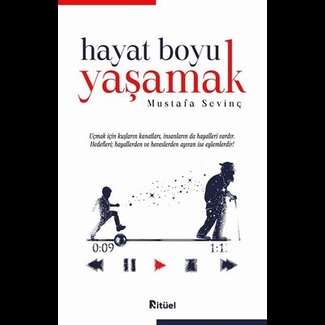 hayat boyu
yaşamak
Mustafa Sevinç
Uçmak için kuşların kanatları, insanların da hayalleri vardır.
Hedefleri; hayallerden ve heveslerden ayıran ise eylemlerdir!
0:09
1:1
Ritüel